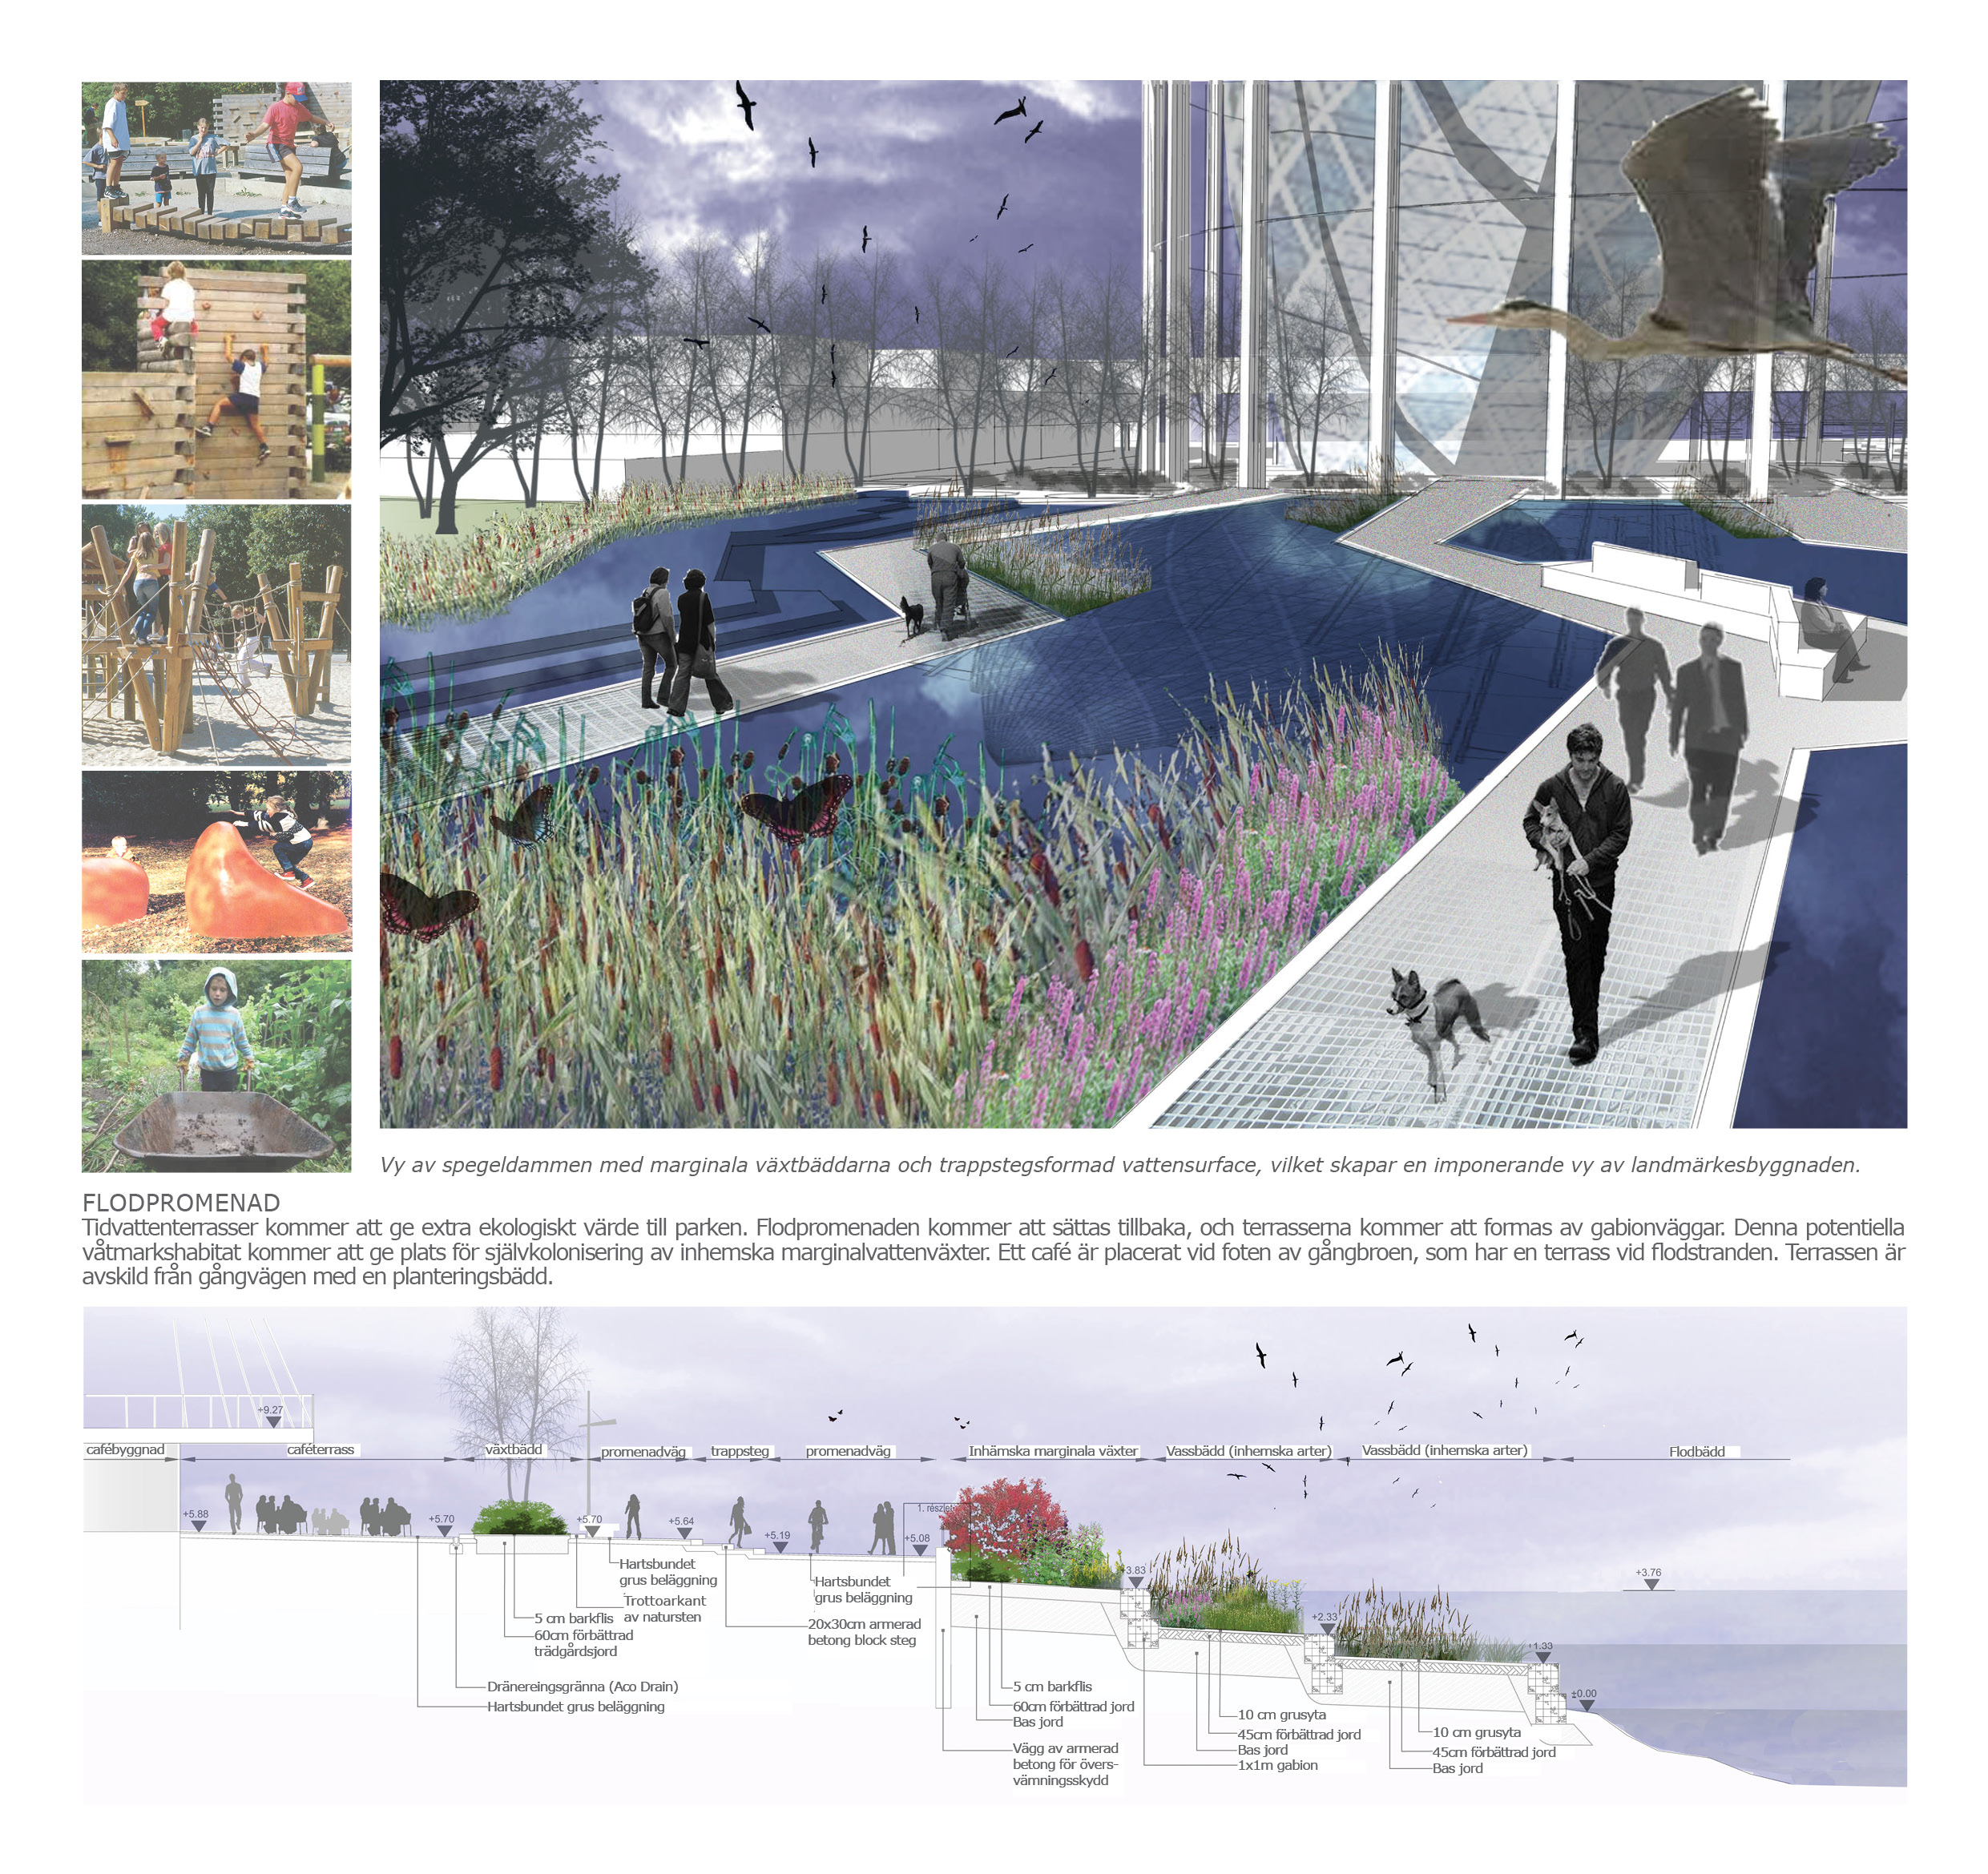 Vy av spegeldammen med marginala växtbäddarna och trappstegsformad vattensurface, vilket skapar en imponerande vy av landmärkesbyggnaden.
FLODPROMENAD
Tidvattenterrasser kommer att ge extra ekologiskt värde till parken. Flodpromenaden kommer att sättas tillbaka, och terrasserna kommer att formas av gabionväggar. Denna potentiella
våtmarkshabitat kommer att ge plats för självkolonisering av inhemska marginalvattenväxter. Ett café är placerat vid foten av gångbroen, som har en terrass vid flodstranden. Terrassen är
avskild från gångvägen med en planteringsbädd.
+9.27
cafébyggnad
caféterrass
växtbädd
promenadväg
trappsteg
promenadväg
Inhämska marginala växter
Vassbädd (inhemska arter)
Vassbädd (inhemska arter)
Flodbädd
+5.88
+5.70
+5.70
+5.64
+5.19
+5.08
1. részlet
+3.83
+2.33
+1.33
±0.00
+3.76
Hartsbundet
grus beläggning
Trottoarkant
av natursten
5 cm barkflis
60cm förbättrad
trädgårdsjord
Dränereingsgränna (Aco Drain)
Hartsbundet grus beläggning
Hartsbundet
grus beläggning
20x30cm armerad
betong block steg
5 cm barkflis
60cm förbättrad jord
Bas jord
Vägg av armerad
betong för övers-
vämningsskydd
10 cm grusyta
45cm förbättrad jord
Bas jord
1x1m gabion
10 cm grusyta
45cm förbättrad jord
Bas jord